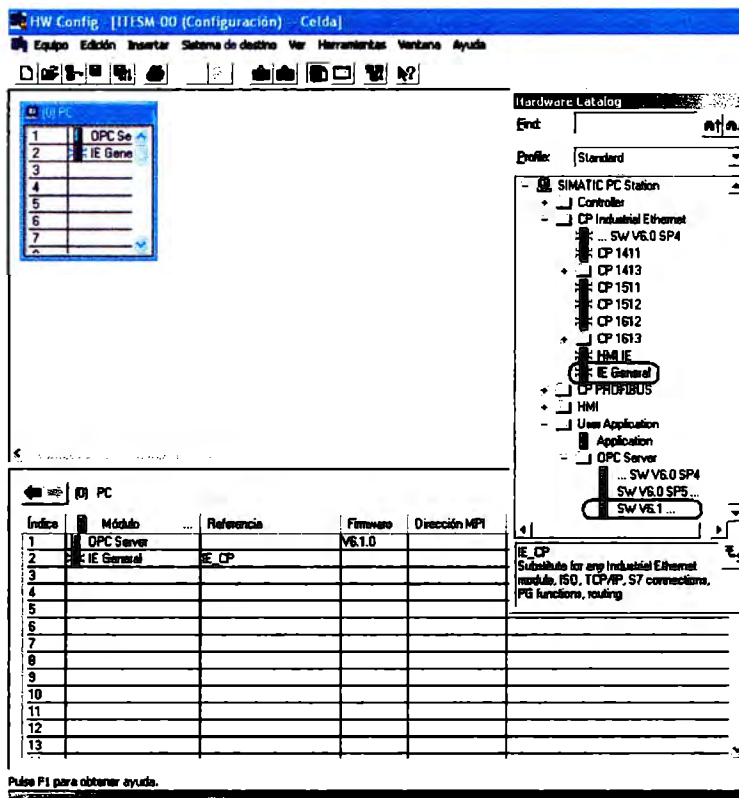 HW Config - [ITESM-00 (Configuración) - Celda]
Equipo Edición Insertar Sistema de destino Ver Herramientas Ventana Ayuda
(0) PC
1 OPC Se
2 IE Gene
3
4
5
6
7
Hardware Catalog
Find:
Profile: Standard
SIMATIC PC Station
Controller
CP Industrial Ethernet
... SW V6.0 SP4
CP 1411
CP 1413
CP 1511
CP 1512
CP 1612
CP 1613
HMI IE
IE General
CP PROFIBUS
HMI
User Application
Application
OPC Server
... SW V6.0 SP4
SW V6.0 SP5 ...
SW V6.1 ...
IE_CP
Substitute for any Industrial Ethernet
module, ISO, TCP/IP, S7 connections,
PG functions, routing
(0) PC
Índice Módulo ... Referencia Firmware Dirección MPI
1 OPC Server V6.1.0
2 IE General IE_CP
3
4
5
6
7
8
9
10
11
12
13
Pulse F1 para obtener ayuda.